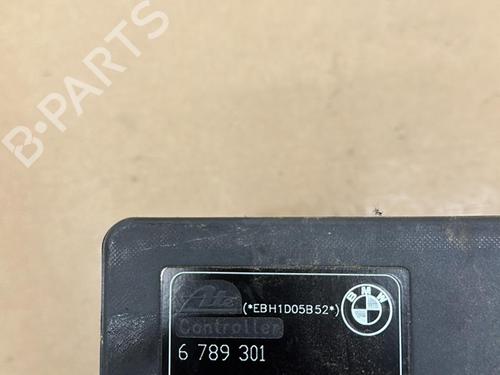 B-PARTS
Ate (*EBH1D05B52*) BMW
Controller
6 789 301